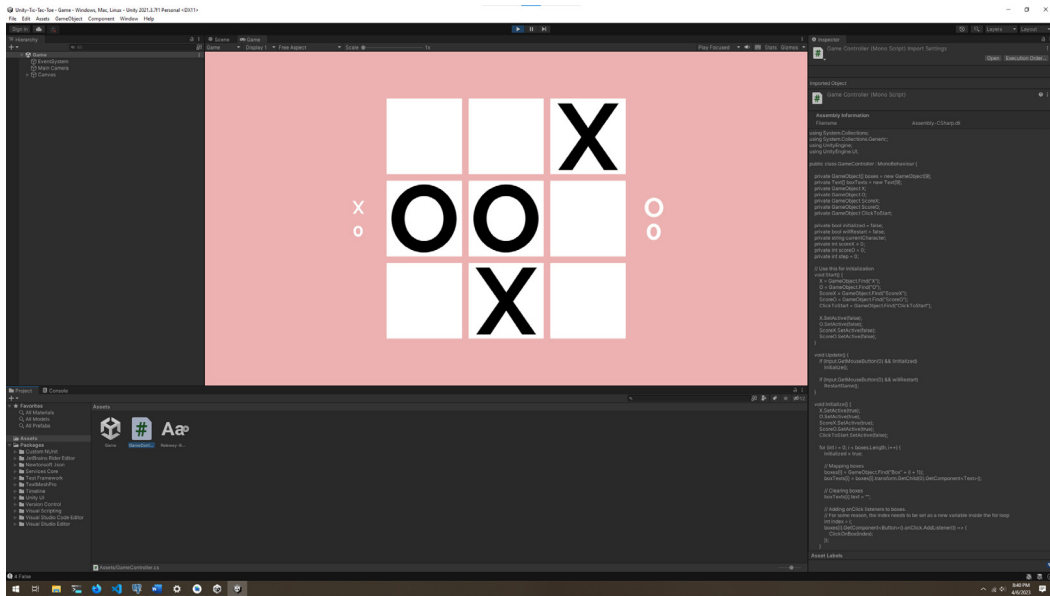 Unity-Tic-Tac-Toe - Game - Windows, Mac, Linux - Unity 2021.3.7f1 Personal <DX11>
File Edit Assets GameObject Component Window Help
Sign in
Layers Layout
Hierarchy
All
Game
EventSystem
Main Camera
Canvas
Scene Game
Game Display 1 Free Aspect Scale 1x Play Focused Stats Gizmos
X
O O
X
X
0
O
0
Project Console
Favorites
All Materials
All Models
All Prefabs
Assets
Packages
Custom NUnit
JetBrains Rider Editor
Newtonsoft Json
Services Core
Test Framework
TextMeshPro
Timeline
Unity UI
Version Control
Visual Scripting
Visual Studio Code Editor
Visual Studio Editor
Assets
#
Aa
Game GameCont... Raleway-B...
Assets/GameController.cs
4 False
Inspector
Game Controller (Mono Script) Import Settings
Open Execution Order...
Imported Object
Game Controller (Mono Script)
Assembly Information
Filename Assembly-CSharp.dll
using System.Collections;
using System.Collections.Generic;
using UnityEngine;
using UnityEngine.UI;
public class GameController : MonoBehaviour {
private GameObject[] boxes = new GameObject[9];
private Text[] boxTexts = new Text[9];
private GameObject X;
private GameObject O;
private GameObject ScoreX;
private GameObject ScoreO;
private GameObject ClickToStart;
private bool initialized = false;
private bool willRestart = false;
private string currentCharacter;
private int scoreX = 0;
private int scoreO = 0;
private int step = 0;
// Use this for initialization
void Start() {
X = GameObject.Find("X");
O = GameObject.Find("O");
ScoreX = GameObject.Find("ScoreX");
ScoreO = GameObject.Find("ScoreO");
ClickToStart = GameObject.Find("ClickToStart");
X.SetActive(false);
O.SetActive(false);
ScoreX.SetActive(false);
ScoreO.SetActive(false);
}
void Update() {
if (Input.GetMouseButton(0) && !initialized)
Initialize();
if (Input.GetMouseButton(0) && willRestart)
RestartGame();
}
void Initialize() {
X.SetActive(true);
O.SetActive(true);
ScoreX.SetActive(true);
ScoreO.SetActive(true);
ClickToStart.SetActive(false);
for (int i = 0; i < boxes.Length; i++) {
initialized = true;
// Mapping boxes
boxes[i] = GameObject.Find("Box" + (i + 1));
boxTexts[i] = boxes[i].transform.GetChild(0).GetComponent<Text>();
// Clearing boxes
boxTexts[i].text = "";
// Adding onClick listeners to boxes.
// For some reason, the index needs to be set as a new variable inside the for loop
int index = i;
boxes[i].GetComponent<Button>().onClick.AddListener(() => {
ClickOnBox(index);
});
}
Asset Labels
8:40 PM
4/6/2023